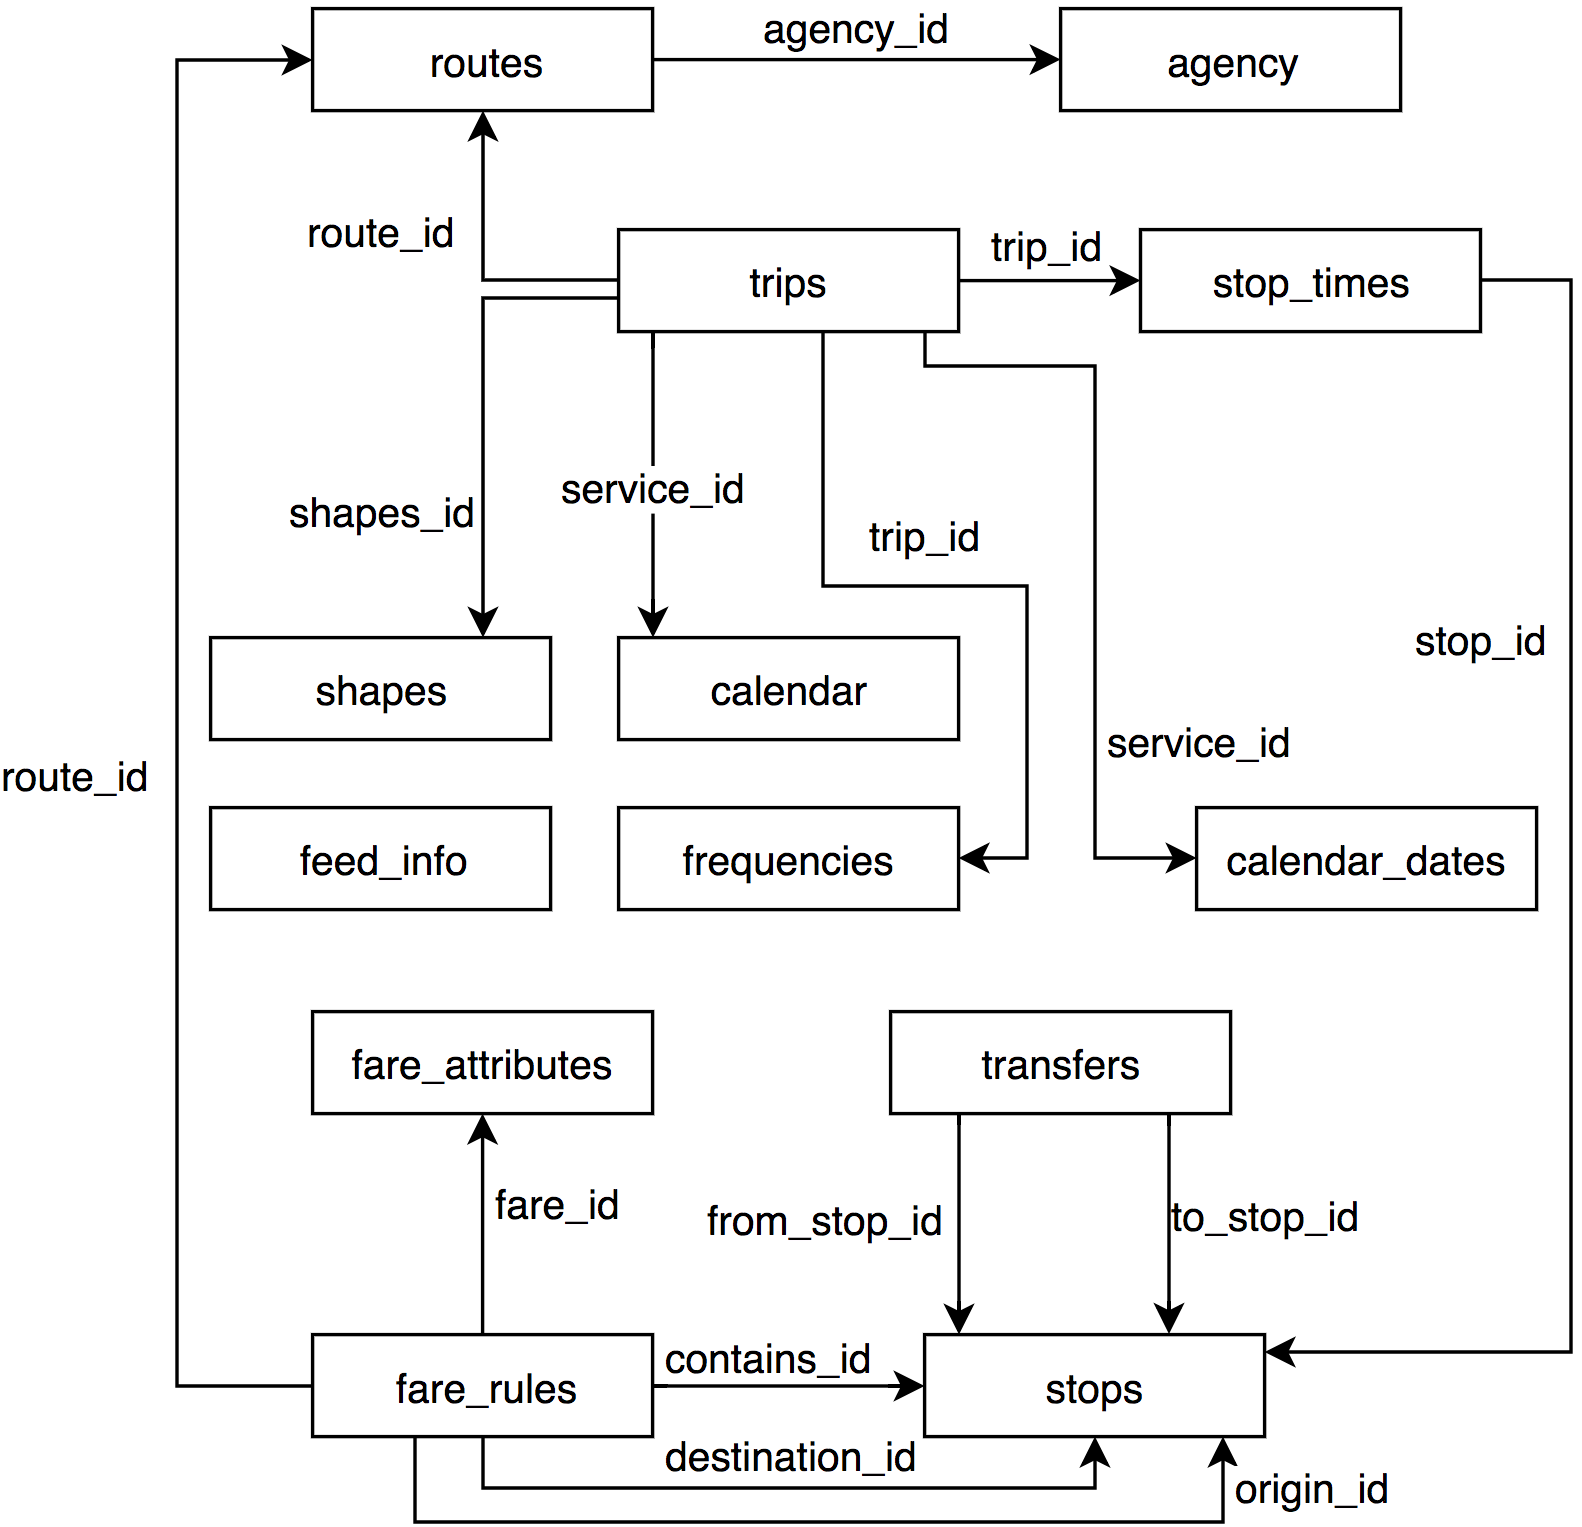 agency_id
routes
agency
route_id
trip_id
trips
stop_times
service_id
shapes_id
trip_id
stop_id
shapes
calendar
service_id
route_id
feed_info
frequencies
calendar_dates
fare_attributes
transfers
fare_id
from_stop_id
to_stop_id
contains_id
fare_rules
stops
destination_id
origin_id